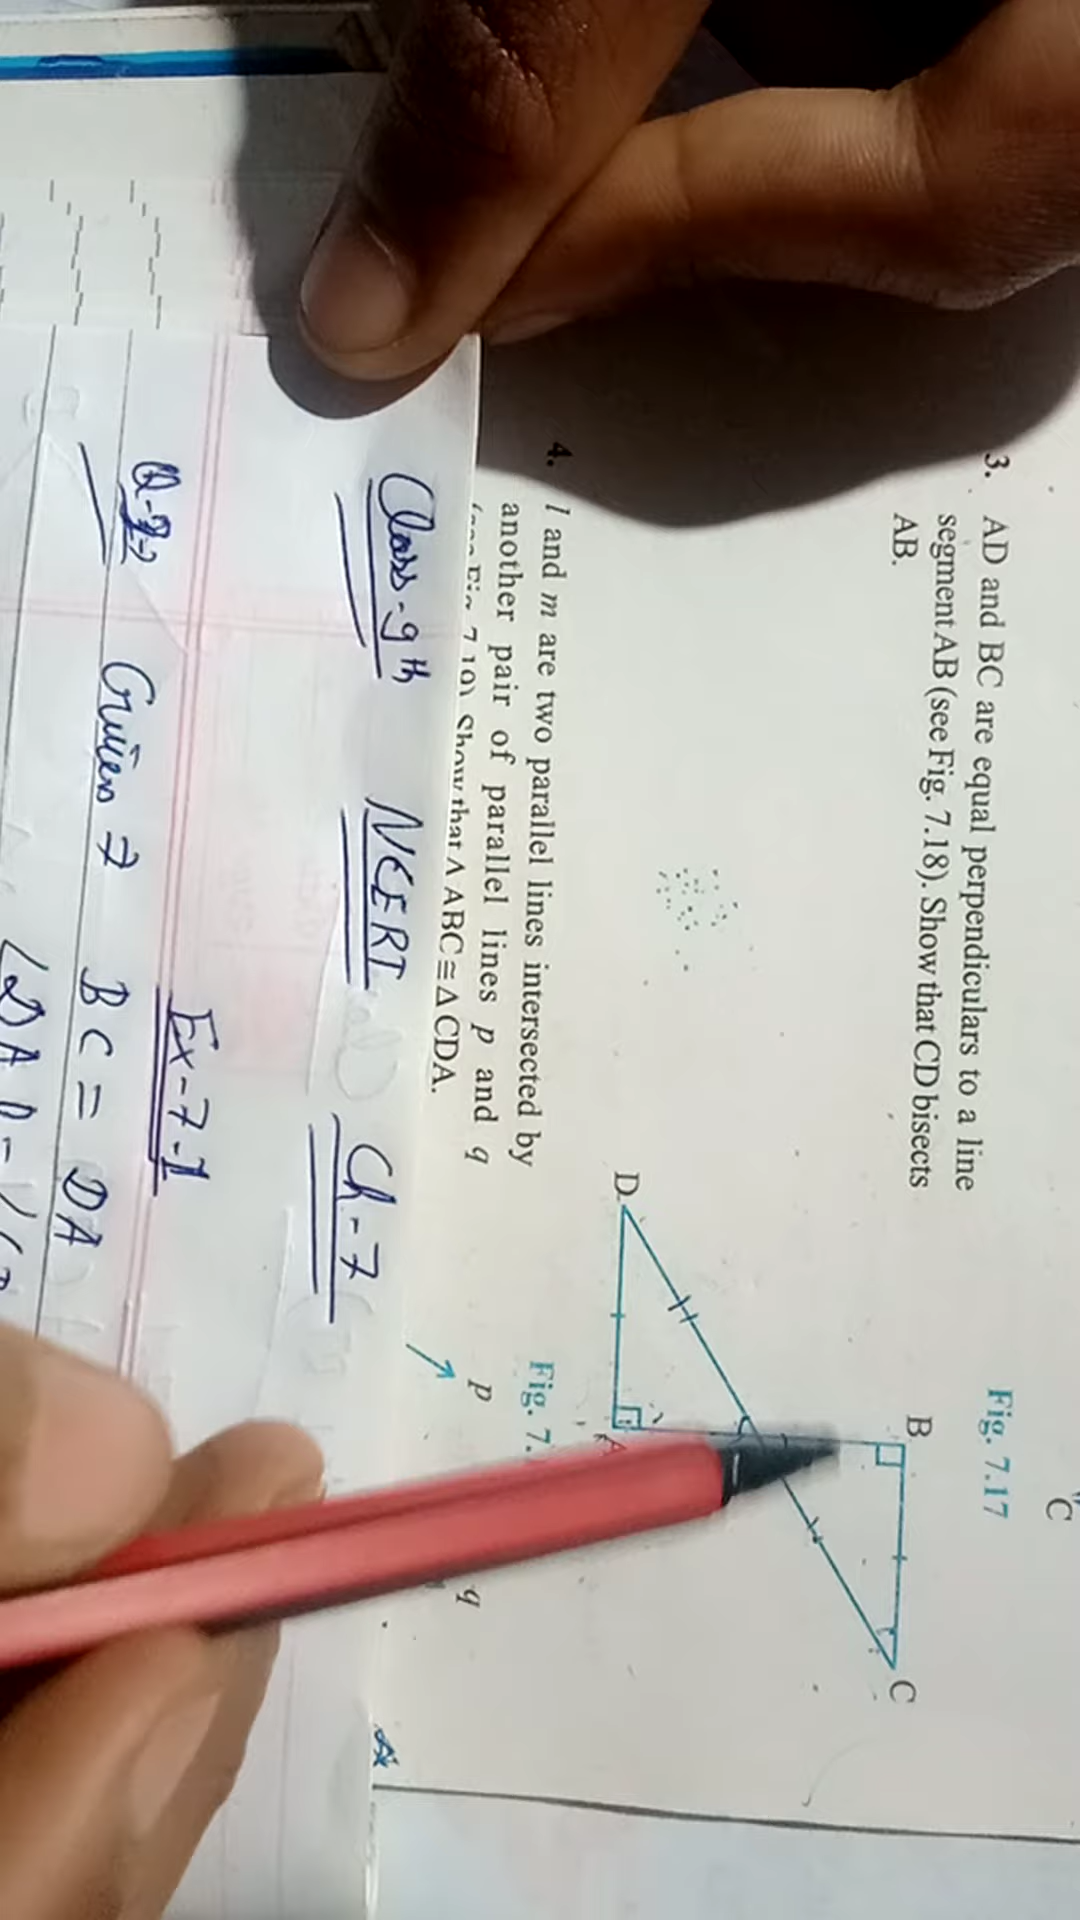 C
Fig. 7.17
3. AD and BC are equal perpendiculars to a line
segment AB (see Fig. 7.18). Show that CD bisects
AB.
B
C
D
A
Fig. 7.
4. l and m are two parallel lines intersected by
another pair of parallel lines p and q
7.19). Show that Δ ABC ≅ Δ CDA.
p
q
Class-9th NCERT Ch-7
Ex-7.1
Given BC = DA